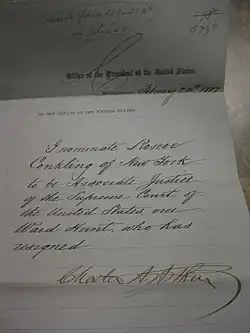 Office of the President of the United States.
February 24th 188
TO THE SENATE OF THE UNITED STATES.
I nominate Roscoe
Conkling of New York
to be Associate Justice
of the Supreme Court of
the United States vice
Ward Hunt, who has
resigned
Chester A. Arthur